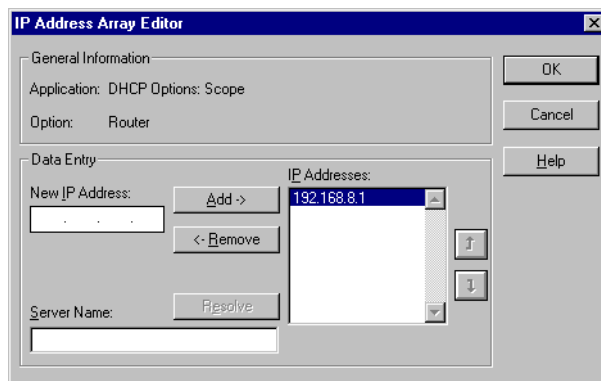 IP Address Array Editor
General Information
Application: DHCP Options: Scope
Option: Router
OK
Cancel
Help
Data Entry
New IP Address:
. . .
Add ->
<- Remove
IP Addresses:
192.168.8.1
Resolve
Server Name: